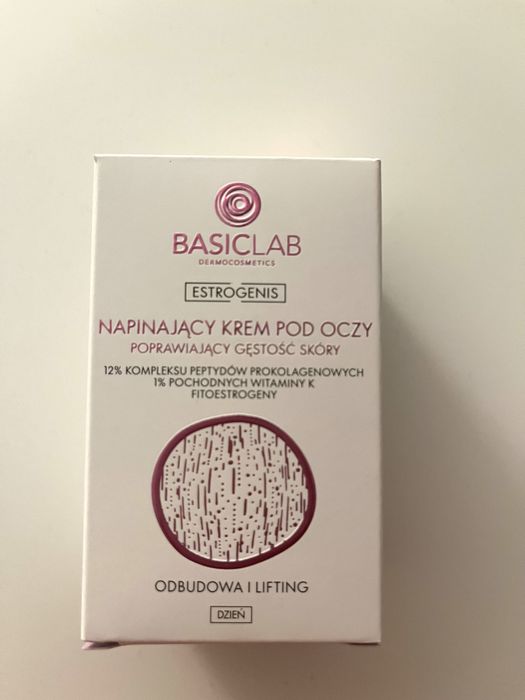 BASICLAB
DERMOCOSMETICS
ESTROGENIS
NAPINAJĄCY KREM POD OCZY
POPRAWIAJĄCY GĘSTOŚĆ SKÓRY
12% KOMPLEKSU PEPTYDÓW PROKOLAGENOWYCH
1% POCHODNYCH WITAMINY K
FITOESTROGENY
ODBUDOWA I LIFTING
DZIEŃ